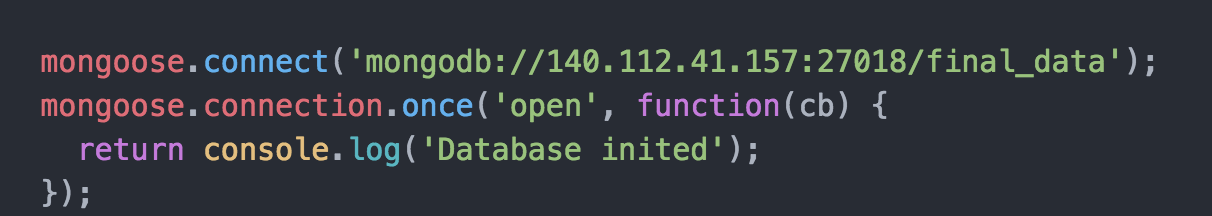 mongoose.connect('mongodb://140.112.41.157:27018/final_data');
mongoose.connection.once('open', function(cb) {
  return console.log('Database inited');
});